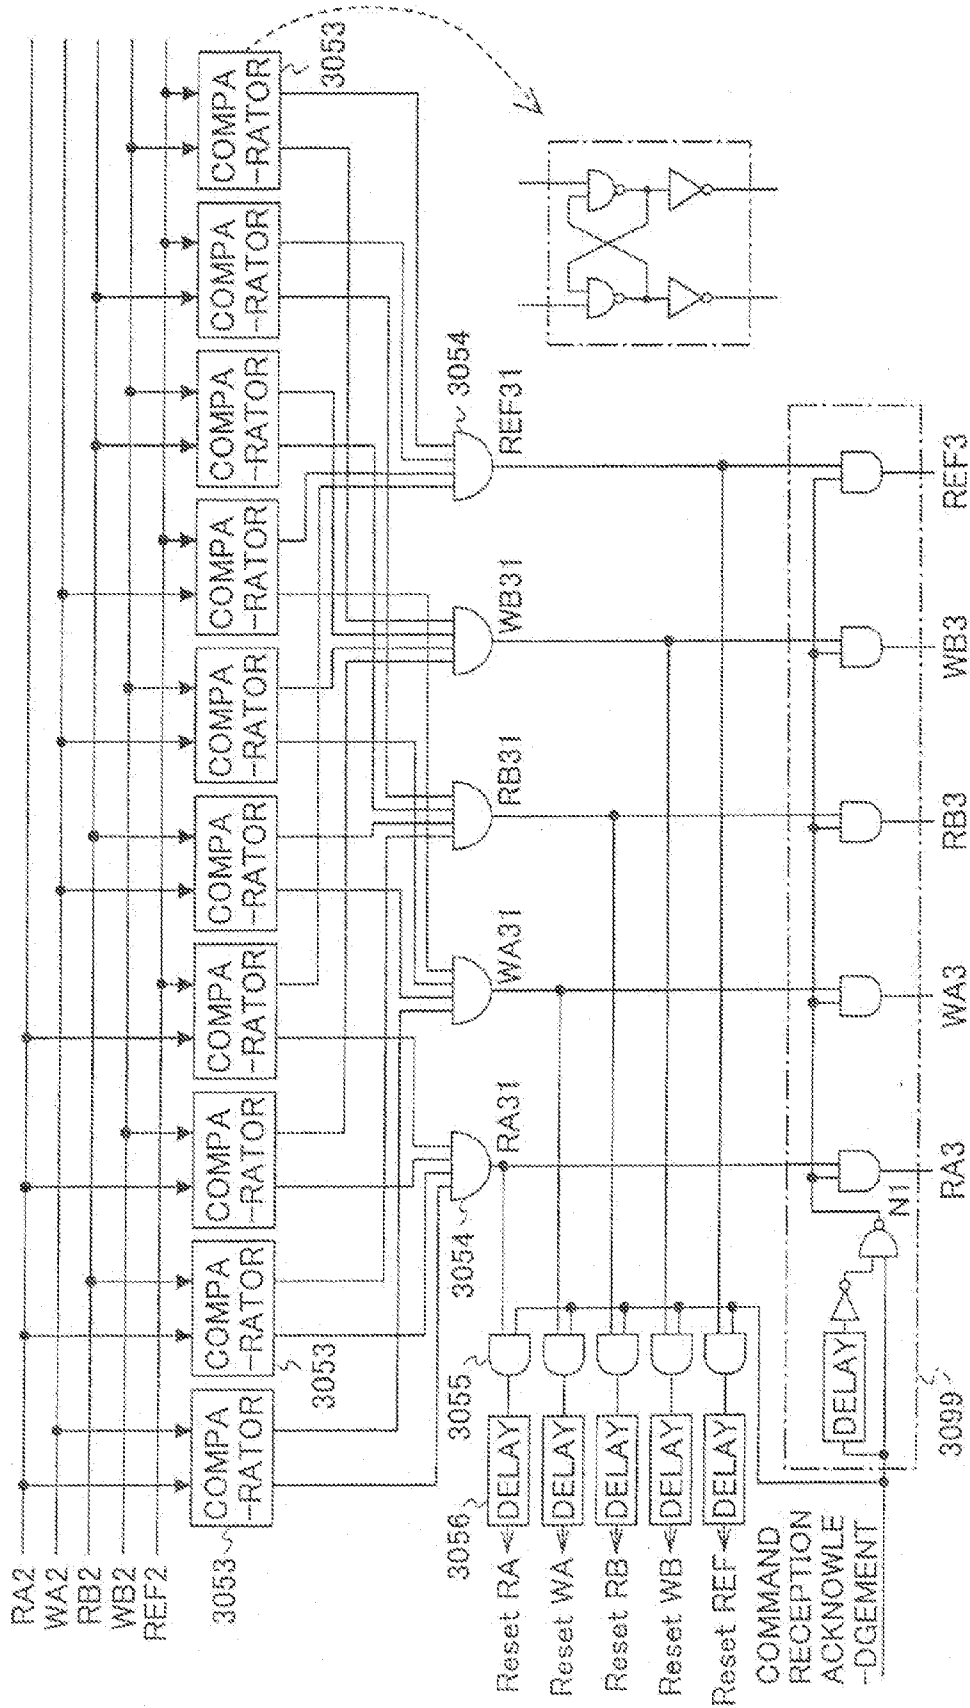 RA2
WA2
RB2
WB2
REF2
3053
COMPA
-RATOR
COMPA
-RATOR
3053
COMPA
-RATOR
COMPA
-RATOR
COMPA
-RATOR
COMPA
-RATOR
COMPA
-RATOR
COMPA
-RATOR
COMPA
-RATOR
COMPA
-RATOR
3053
3054
RA31
WA31
RB31
WB31
REF31
3054
3056
3055
Reset RA
DELAY
Reset WA
DELAY
Reset RB
DELAY
Reset WB
DELAY
Reset REF
DELAY
COMMAND
RECEPTION
ACKNOWLE
-DGEMENT
DELAY
N1
3099
RA3
WA3
RB3
WB3
REF3